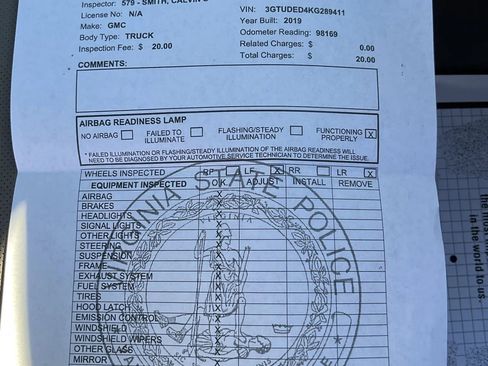 Inspector: 579 - SMITH, CALVIN
License No: N/A
VIN: 3GTUDED4KG289411
Make: GMC
Year Built: 2019
Body Type: TRUCK
Odometer Reading: 98169
Inspection Fee: $ 20.00
Related Charges: $ 0.00
Total Charges: $ 20.00
COMMENTS:
AIRBAG READINESS LAMP
NO AIRBAG FAILED TO ILLUMINATE FLASHING/STEADY ILLUMINATION FUNCTIONING PROPERLY X
* FAILED ILLUMINATION OR FLASHING/STEADY ILLUMINATION OF THE AIRBAG READINESS WILL
NEED TO BE DIAGNOSED BY YOUR AUTOMOTIVE SERVICE TECHNICIAN TO DETERMINE THE ISSUE.
WHEELS INSPECTED RF LF X RR LR X
EQUIPMENT INSPECTED O.K. ADJUST INSTALL REMOVE
AIRBAG X
BRAKES X
HEADLIGHTS X
SIGNAL LIGHTS X
OTHER LIGHTS X
STEERING X
SUSPENSION X
FRAME X
EXHAUST SYSTEM X
FUEL SYSTEM X
TIRES X
HOOD LATCH X
EMISSION CONTROL X
WINDSHIELD X
WINDSHIELD WIPERS X
OTHER GLASS X
MIRROR X
VIRGINIA STATE POLICE
the most
in the world to us.